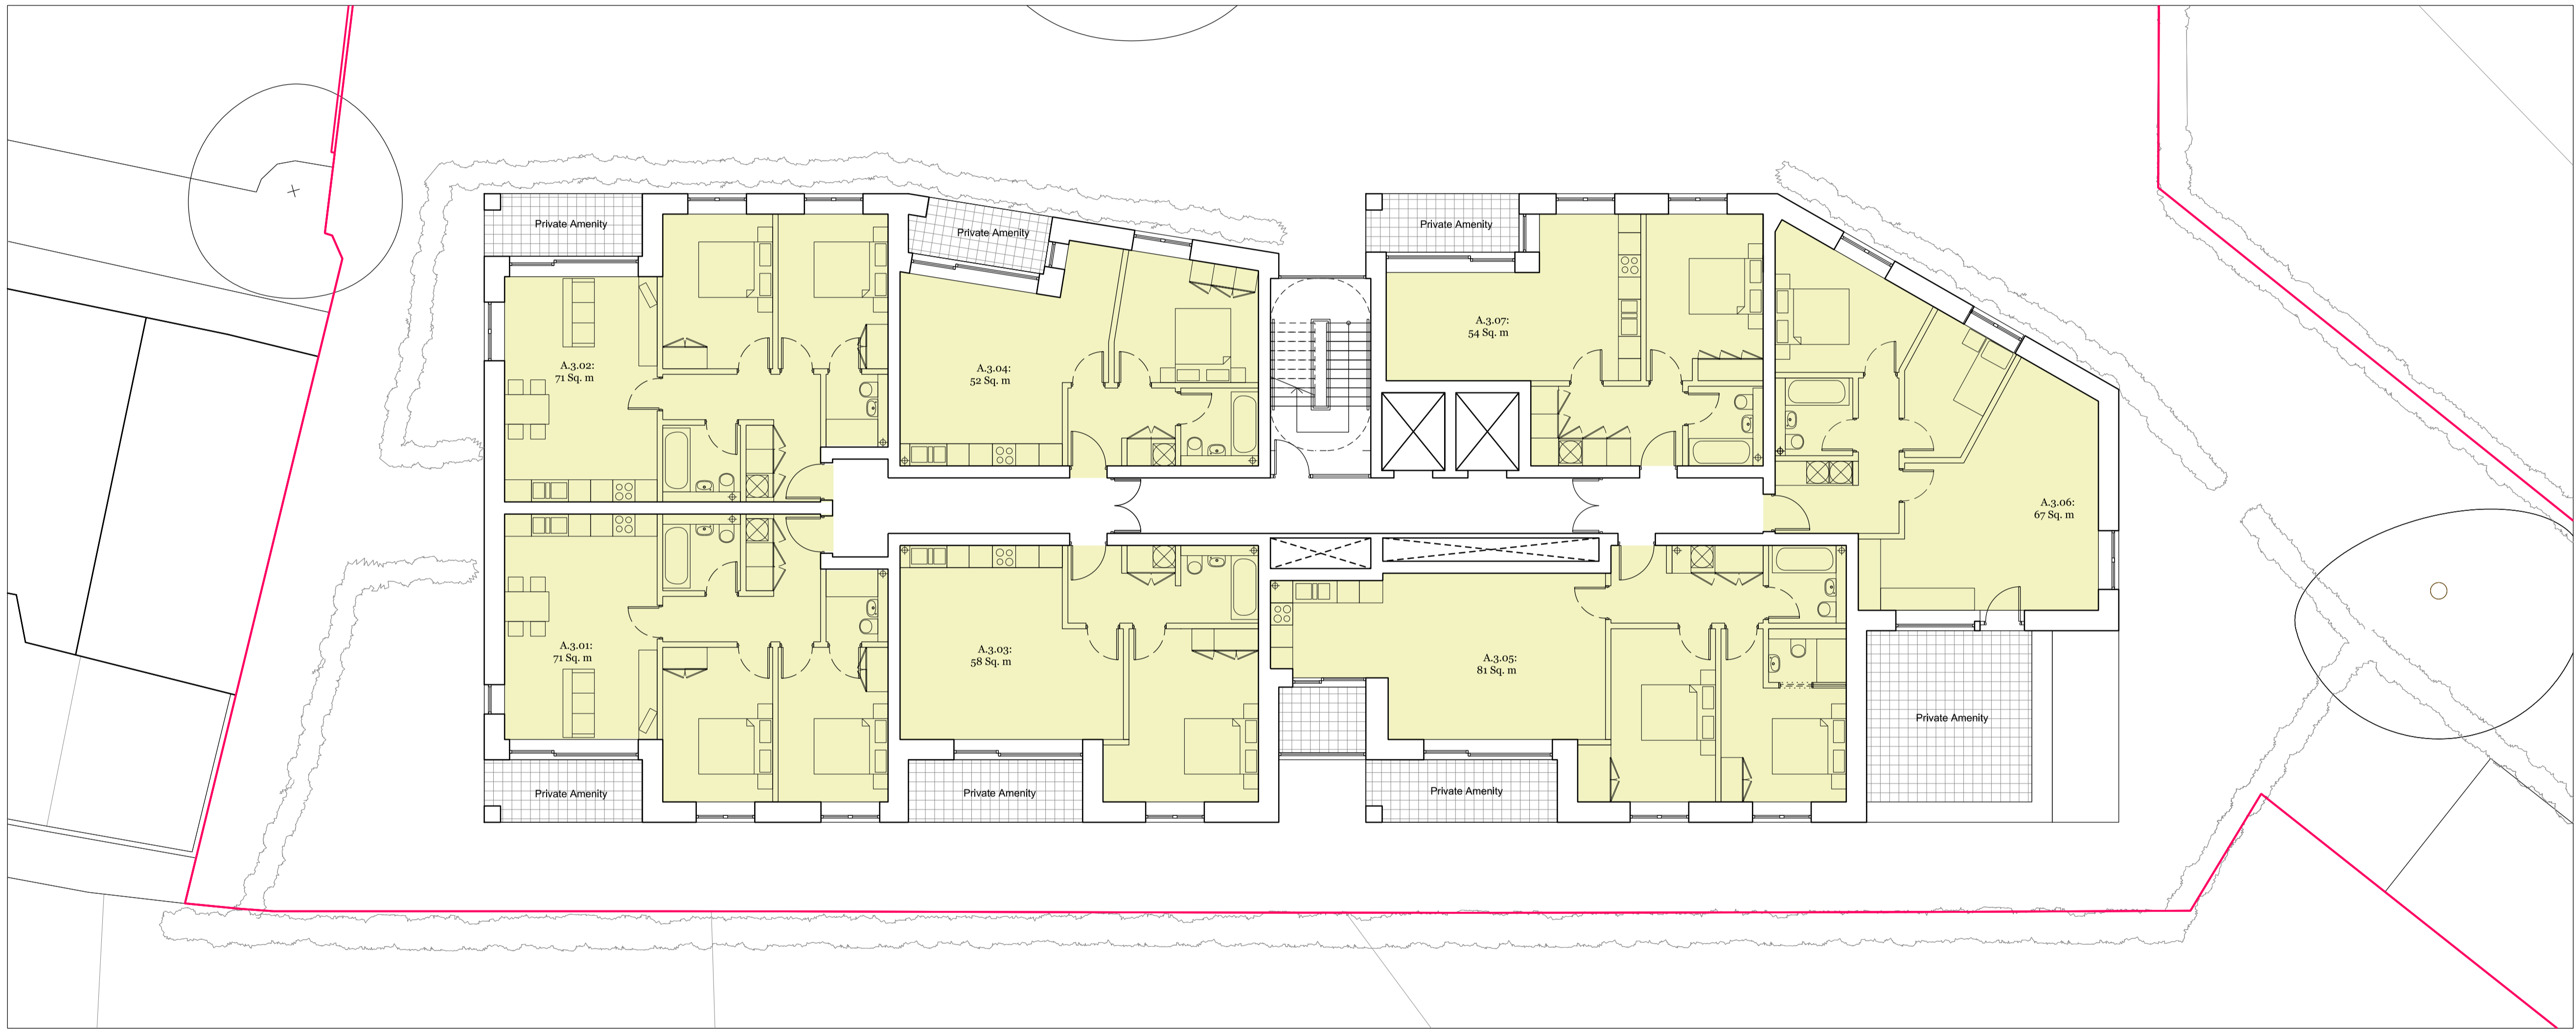 Private Amenity
Private Amenity
Private Amenity
A.3.07:
54 Sq. m
A.3.02:
71 Sq. m
A.3.04:
52 Sq. m
A.3.06:
67 Sq. m
A.3.01:
71 Sq. m
A.3.03:
58 Sq. m
A.3.05:
81 Sq. m
Private Amenity
Private Amenity
Private Amenity
Private Amenity